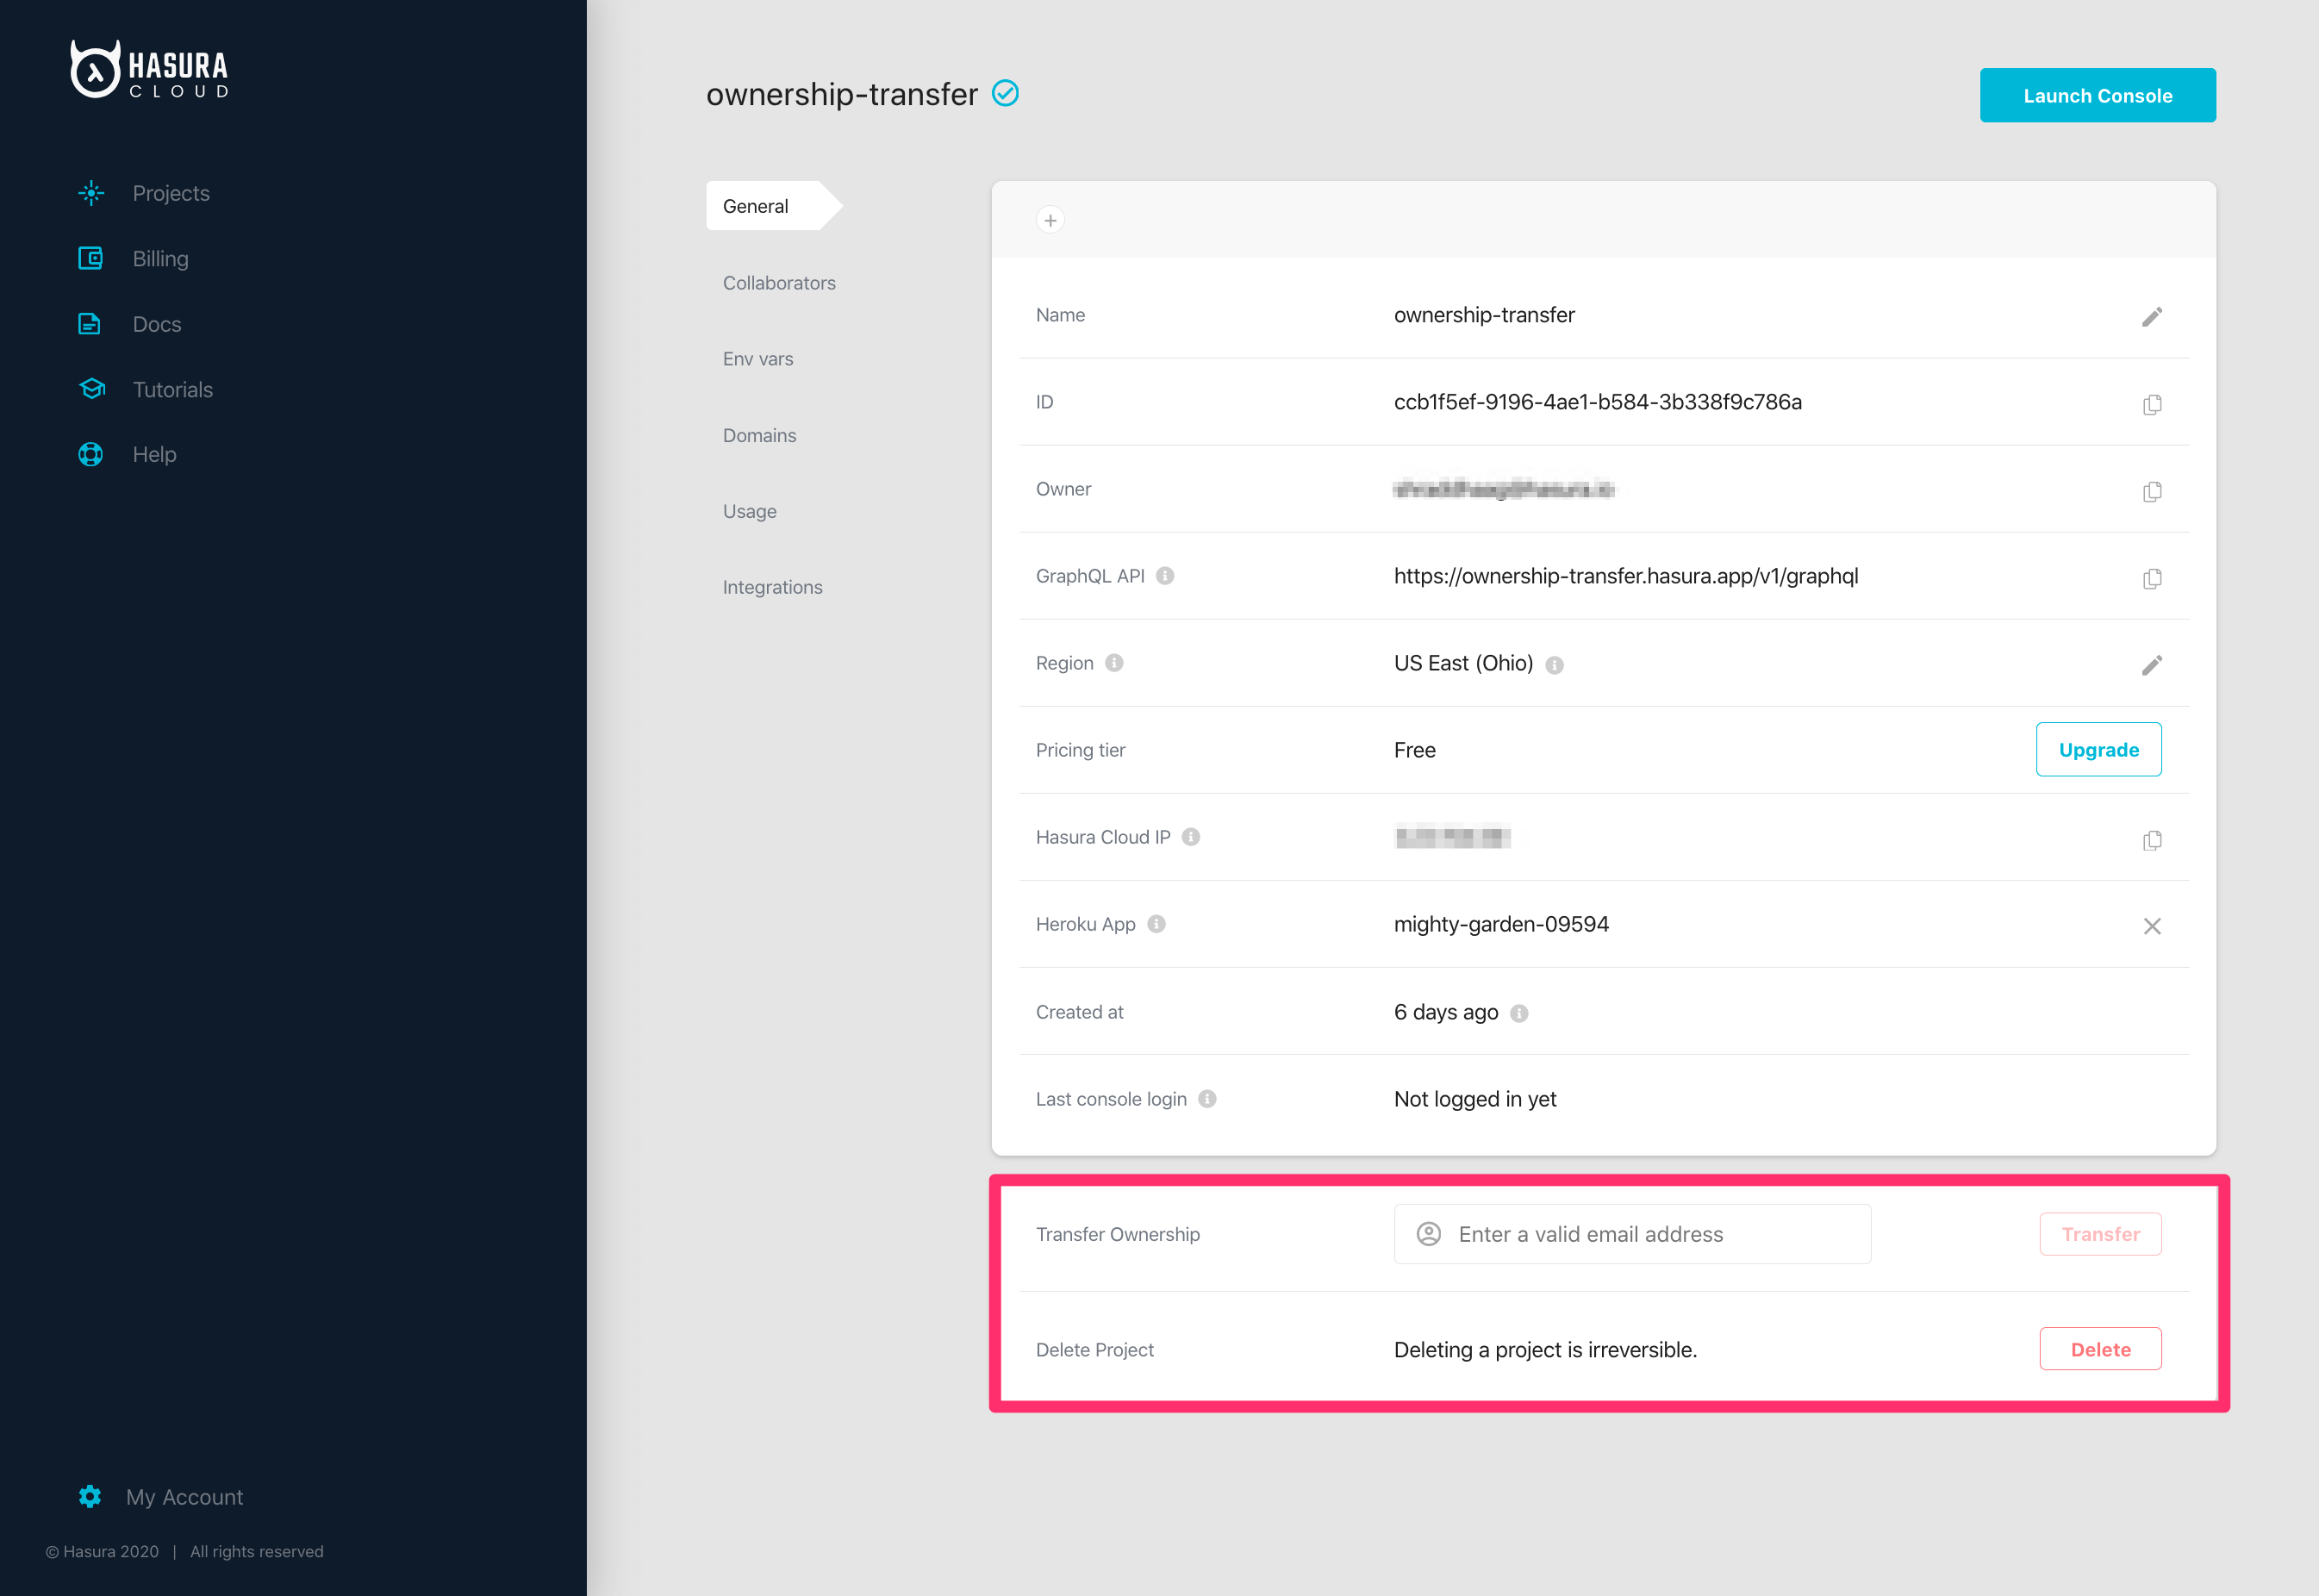 HASURA
CLOUD
Projects
Billing
Docs
Tutorials
Help
My Account
© Hasura 2020 | All rights reserved
ownership-transfer
Launch Console
General
Collaborators
Env vars
Domains
Usage
Integrations
Name ownership-transfer
ID ccb1f5ef-9196-4ae1-b584-3b338f9c786a
Owner
GraphQL API https://ownership-transfer.hasura.app/v1/graphql
Region US East (Ohio)
Pricing tier Free Upgrade
Hasura Cloud IP
Heroku App mighty-garden-09594
Created at 6 days ago
Last console login Not logged in yet
Transfer Ownership Enter a valid email address Transfer
Delete Project Deleting a project is irreversible. Delete